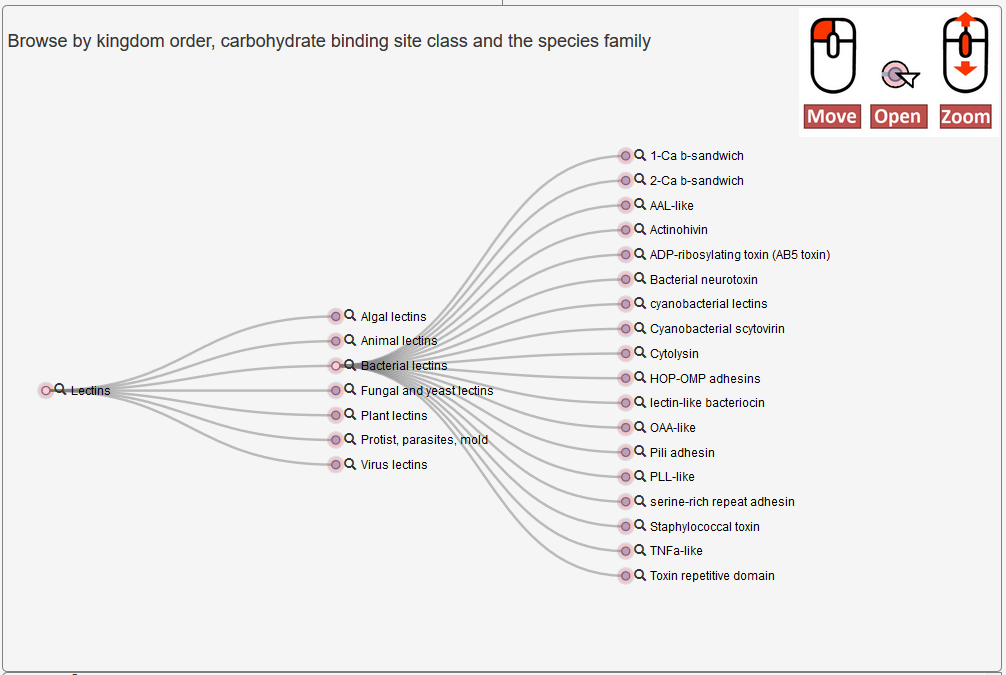 Browse by kingdom order, carbohydrate binding site class and the species family
Move
Open
Zoom
Lectins
Algal lectins
Animal lectins
Bacterial lectins
Fungal and yeast lectins
Plant lectins
Protist, parasites, mold
Virus lectins
1-Ca b-sandwich
2-Ca b-sandwich
AAL-like
Actinohivin
ADP-ribosylating toxin (AB5 toxin)
Bacterial neurotoxin
cyanobacterial lectins
Cyanobacterial scytovirin
Cytolysin
HOP-OMP adhesins
lectin-like bacteriocin
OAA-like
Pili adhesin
PLL-like
serine-rich repeat adhesin
Staphylococcal toxin
TNFa-like
Toxin repetitive domain